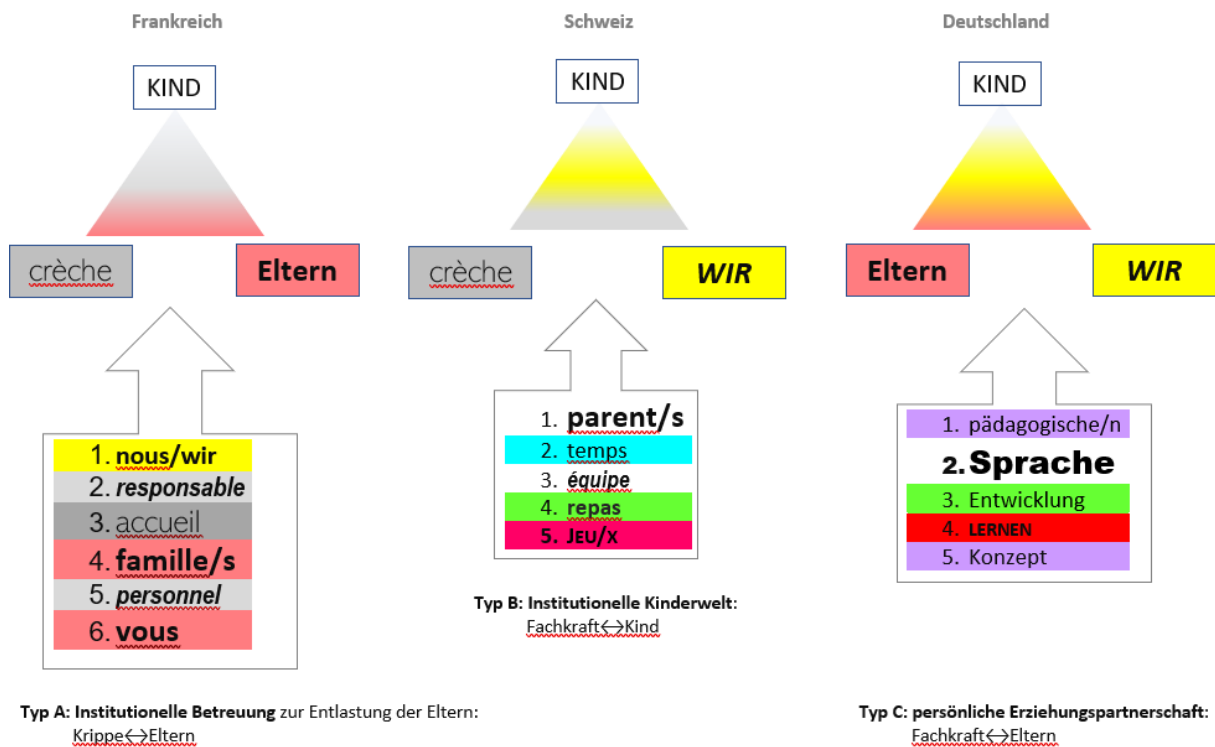 Frankreich
KIND
crèche
Eltern
1. nous/wir
2. responsable
3. accueil
4. famille/s
5. personnel
6. vous
Typ A: Institutionelle Betreuung zur Entlastung der Eltern:
Krippe↔Eltern
Schweiz
KIND
crèche
WIR
1. parent/s
2. temps
3. équipe
4. repas
5. JEU/X
Typ B: Institutionelle Kinderwelt:
Fachkraft↔Kind
Deutschland
KIND
Eltern
WIR
1. pädagogische/n
2. Sprache
3. Entwicklung
4. LERNEN
5. Konzept
Typ C: persönliche Erziehungspartnerschaft:
Fachkraft↔Eltern